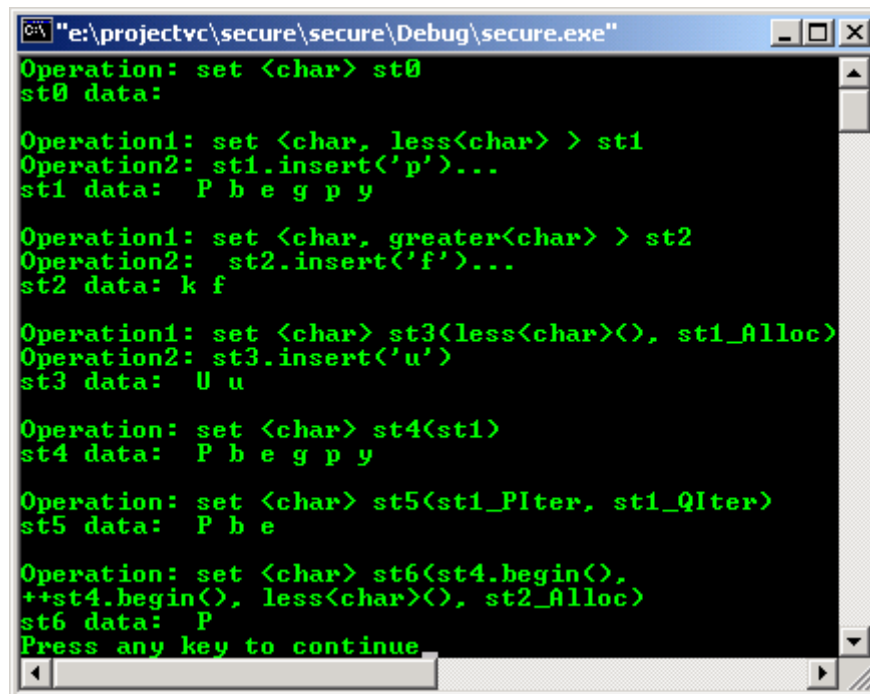 "e:\projectvc\secure\secure\Debug\secure.exe"
Operation: set <char> st0
st0 data:
Operation1: set <char, less<char> > st1
Operation2: st1.insert('p')...
st1 data:  P b e g p y
Operation1: set <char, greater<char> > st2
Operation2:  st2.insert('f')...
st2 data: k f
Operation1: set <char> st3(less<char>(), st1_Alloc)
Operation2: st3.insert('u')
st3 data:  U u
Operation: set <char> st4(st1)
st4 data:  P b e g p y
Operation: set <char> st5(st1_PIter, st1_QIter)
st5 data:  P b e
Operation: set <char> st6(st4.begin(),
++st4.begin(), less<char>(), st2_Alloc)
st6 data:  P
Press any key to continue_